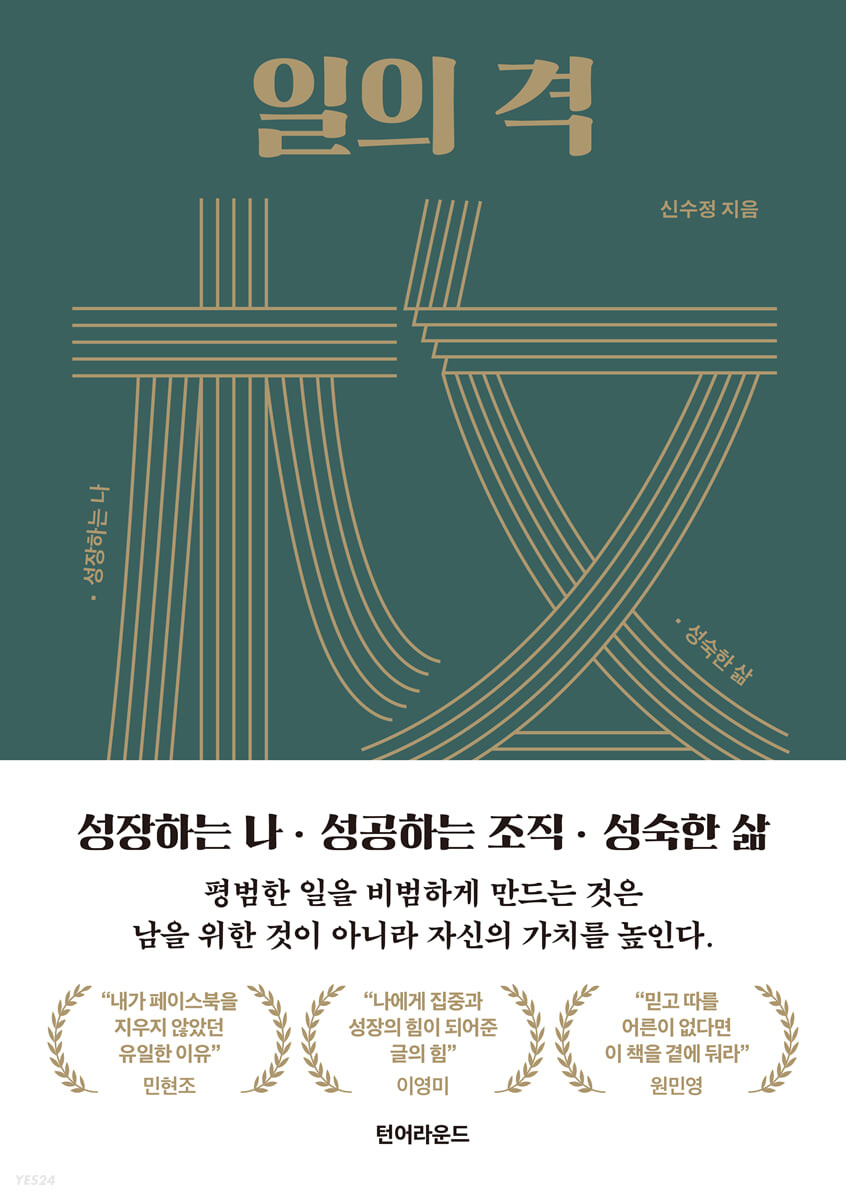 일의 격
신수정 지음
· 성장하는 나
· 성숙한 삶
성장하는 나 · 성공하는 조직 · 성숙한 삶
평범한 일을 비범하게 만드는 것은
남을 위한 것이 아니라 자신의 가치를 높인다.
“내가 페이스북을
지우지 않았던
유일한 이유”
민현조
“나에게 집중과
성장의 힘이 되어준
글의 힘”
이영미
“믿고 따를
어른이 없다면
이 책을 곁에 둬라”
원민영
턴어라운드
YES24